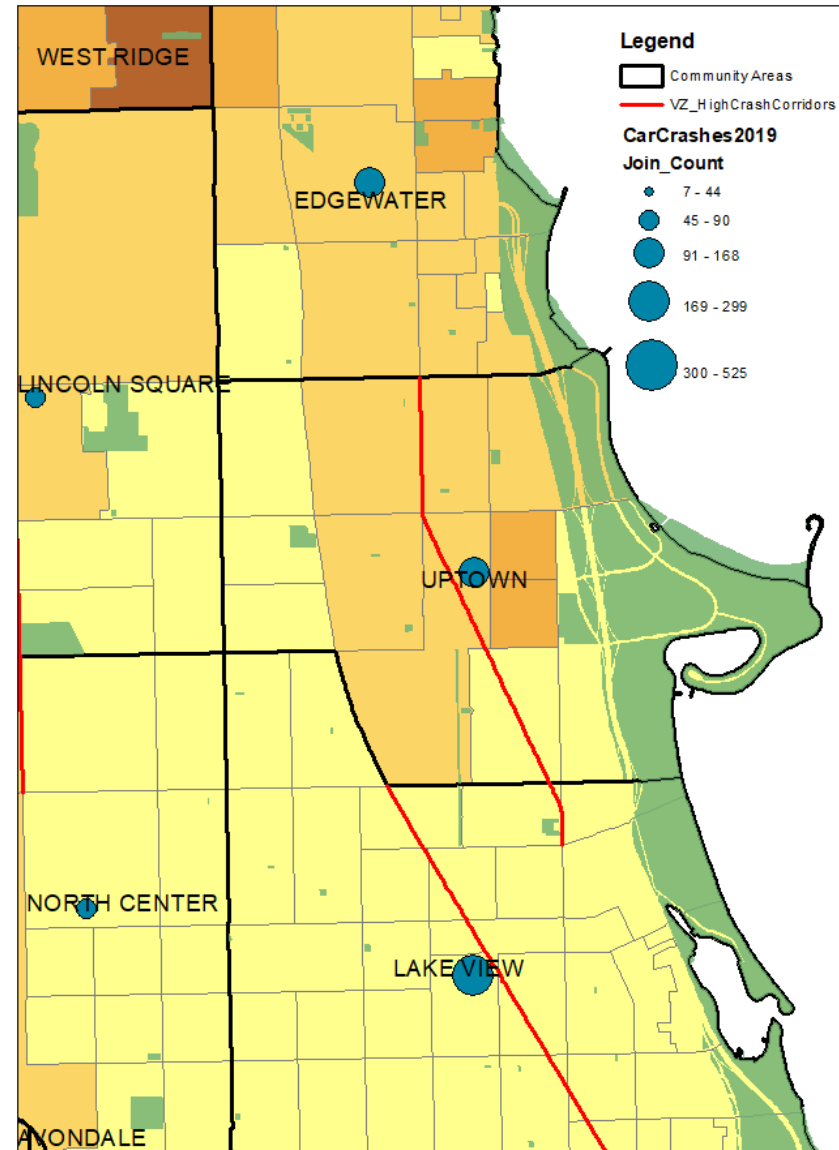 WEST RIDGE
EDGEWATER
LINCOLN SQUARE
UPTOWN
NORTH CENTER
LAKE VIEW
AVONDALE
Legend
Community Areas
VZ_HighCrashCorridors
CarCrashes2019
Join_Count
7 - 44
45 - 90
91 - 168
169 - 299
300 - 525